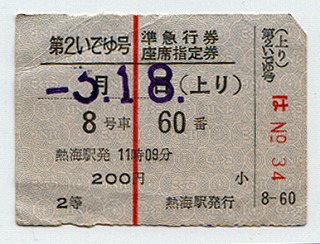 第2いでゆ号 準急行券
座席指定券
-3.18.
月 日(上り)
8号車 60番
熱海駅発 11時09分
200円 小
2等 熱海駅発行
(上り)
第2いでゆ号
は No 34
8-60